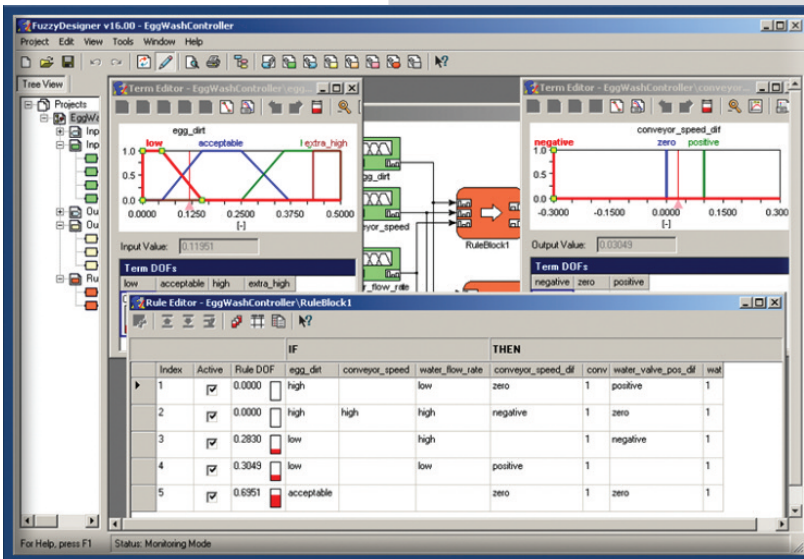 FuzzyDesigner v16.00 - EggWashController
Project Edit View Tools Window Help
Tree View
Projects
EggWa
Inp
Inp
Ou
Ou
Ru
Term Editor - EggWashController\egg...
egg_dirt
low acceptable extra_high
1.0
0.5
0.0
0.0000 0.1250 0.2500 0.3750 0.5000
[-]
Input Value: 0.11951
Term DOFs
low acceptable high extra_high
egg_dirt
yor_speed
r_flow_rate
RuleBlock1
Term Editor - EggWashController\conveyor...
conveyor_speed_dif
negative zero positive
1.0
0.5
0.0
-0.3000 -0.1500 0.0000 0.1500 0.300
[-]
Output Value: 0.03049
Term DOFs
negative zero positive
Rule Editor - EggWashController\RuleBlock1
IF THEN
Index Active Rule DOF egg_dirt conveyor_speed water_flow_rate conveyor_speed_dif conv water_valve_pos_dif wat
1 0.0000 high low zero 1 positive 1
2 0.0000 high high high negative 1 zero 1
3 0.2830 low high 1 negative 1
4 0.3049 low low positive 1 1
5 0.6951 acceptable zero 1 zero 1
For Help, press F1 Status: Monitoring Mode